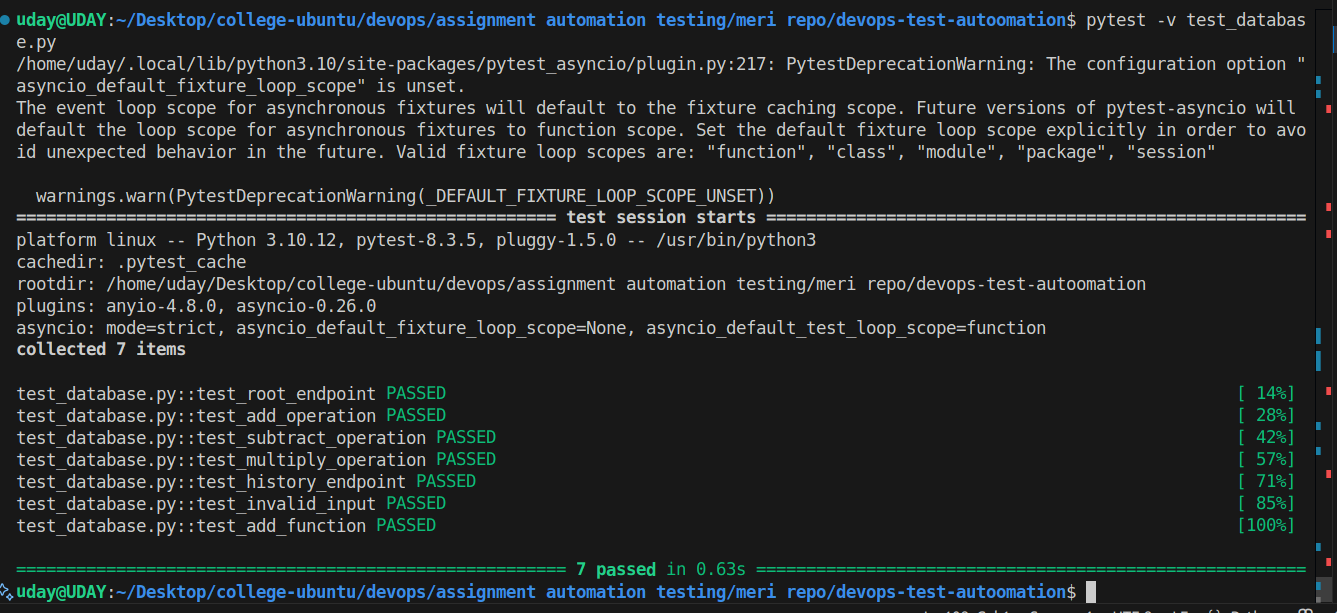 uday@UDAY:~/Desktop/college-ubuntu/devops/assignment automation testing/meri repo/devops-test-autoomation$ pytest -v test_databas
e.py
/home/uday/.local/lib/python3.10/site-packages/pytest_asyncio/plugin.py:217: PytestDeprecationWarning: The configuration option "
asyncio_default_fixture_loop_scope" is unset.
The event loop scope for asynchronous fixtures will default to the fixture caching scope. Future versions of pytest-asyncio will
default the loop scope for asynchronous fixtures to function scope. Set the default fixture loop scope explicitly in order to avo
id unexpected behavior in the future. Valid fixture loop scopes are: "function", "class", "module", "package", "session"
warnings.warn(PytestDeprecationWarning(_DEFAULT_FIXTURE_LOOP_SCOPE_UNSET))
====================================================== test session starts ======================================================
platform linux -- Python 3.10.12, pytest-8.3.5, pluggy-1.5.0 -- /usr/bin/python3
cachedir: .pytest_cache
rootdir: /home/uday/Desktop/college-ubuntu/devops/assignment automation testing/meri repo/devops-test-autoomation
plugins: anyio-4.8.0, asyncio-0.26.0
asyncio: mode=strict, asyncio_default_fixture_loop_scope=None, asyncio_default_test_loop_scope=function
collected 7 items
test_database.py::test_root_endpoint PASSED [ 14%]
test_database.py::test_add_operation PASSED [ 28%]
test_database.py::test_subtract_operation PASSED [ 42%]
test_database.py::test_multiply_operation PASSED [ 57%]
test_database.py::test_history_endpoint PASSED [ 71%]
test_database.py::test_invalid_input PASSED [ 85%]
test_database.py::test_add_function PASSED [100%]
======================================================= 7 passed in 0.63s =======================================================
uday@UDAY:~/Desktop/college-ubuntu/devops/assignment automation testing/meri repo/devops-test-autoomation$